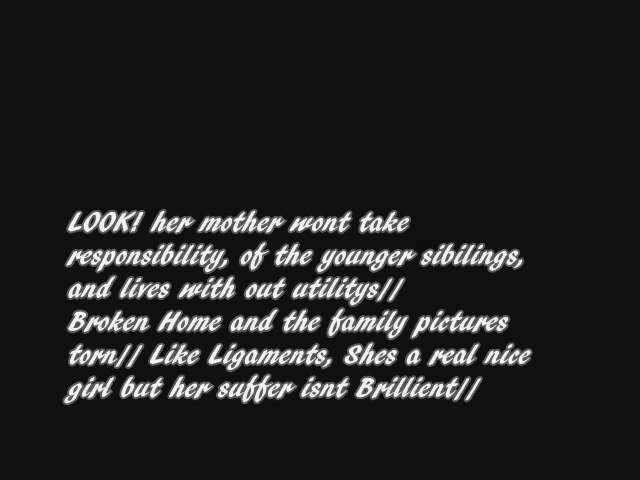 LOOK! her mother wont take
responsibility, of the younger sibilings,
and lives with out utilitys//
Broken Home and the family pictures
torn// Like Ligaments, Shes a real nice
girl but her suffer isnt Brillient//